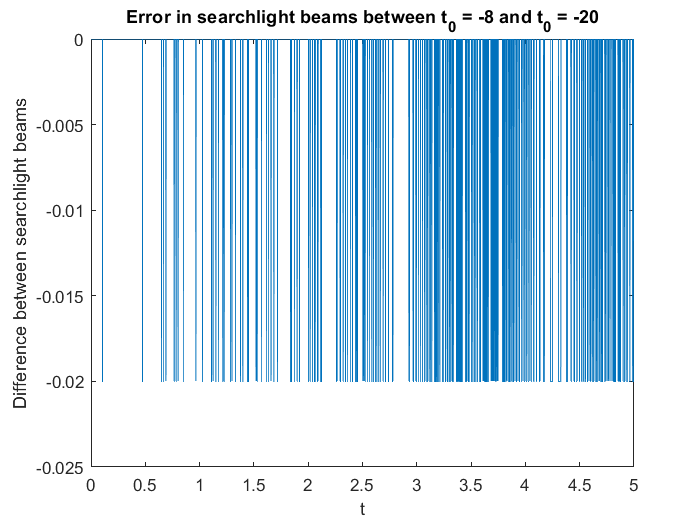 Error in searchlight beams between t0 = -8 and t0 = -20
Difference between searchlight beams
0
-0.005
-0.01
-0.015
-0.02
-0.025
0 0.5 1 1.5 2 2.5 3 3.5 4 4.5 5
t